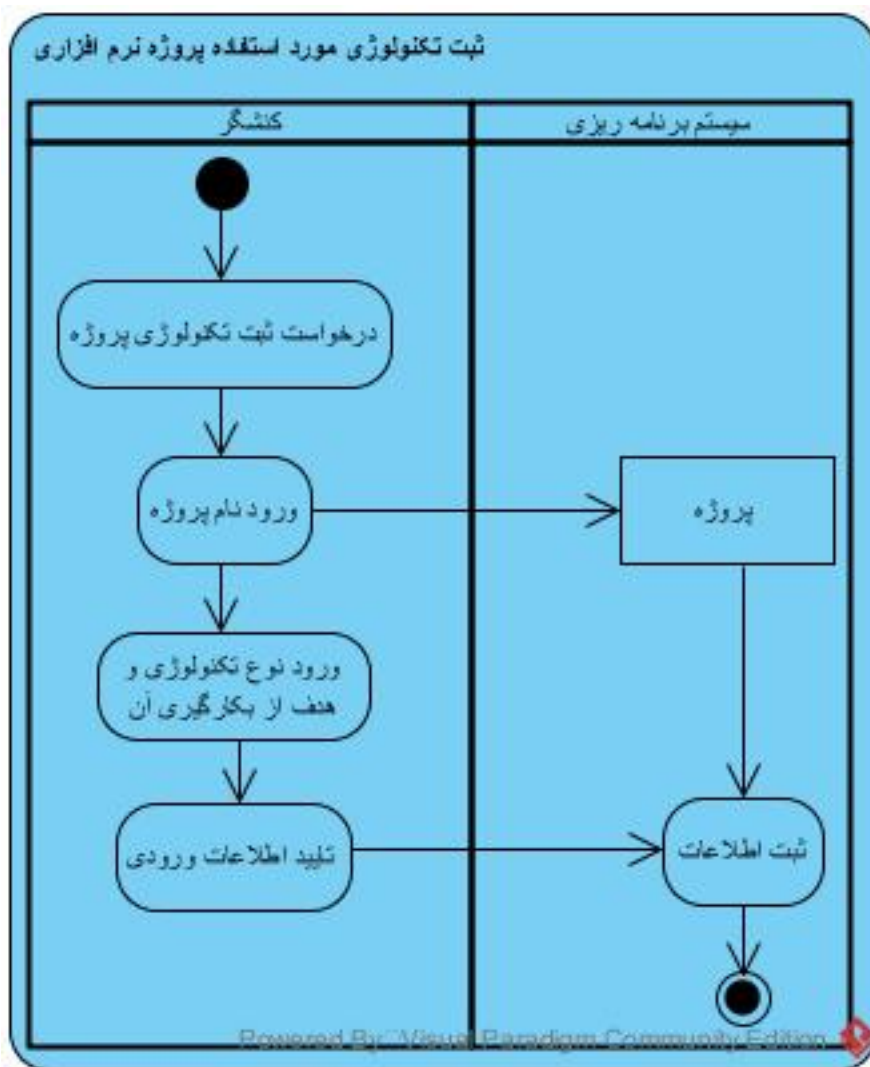 ثبت تکنولوژی مورد استفاده پروژه نرم افزاری
کنشگر
سیستم برنامه ریزی
درخواست ثبت تکنولوژی پروژه
ورود نام پروژه
پروژه
ورود نوع تکنولوژی و
هدف از بکارگیری آن
تایید اطلاعات ورودی
ثبت اطلاعات
Powered By Visual Paradigm Community Edition